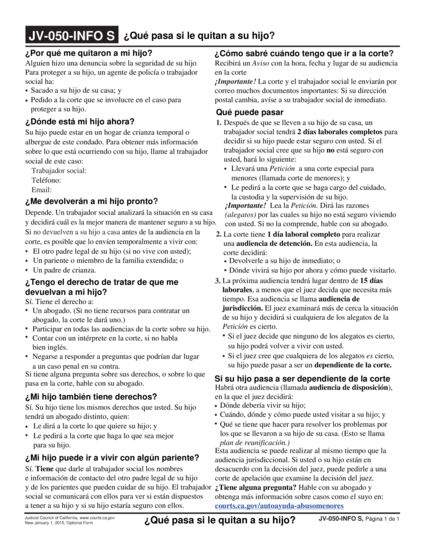 JV-050-INFO S ¿Qué pasa si le quitan a su hijo?
¿Por qué me quitaron a mi hijo?
Alguien hizo una denuncia sobre la seguridad de su hijo.
Para proteger a su hijo, un agente de policía o trabajador
social ha:
• Sacado a su hijo de su casa; y
• Pedido a la corte que se involucre en el caso para
proteger a su hijo.
¿Dónde está mi hijo ahora?
Su hijo puede estar en un hogar de crianza temporal o
albergue de este condado. Para obtener más información
sobre lo que está ocurriendo con su hijo, llame al trabajador
social de este caso:
Trabajador social:
Teléfono:
Email:
¿Me devolverán a mi hijo pronto?
Depende. Un trabajador social analizará la situación en su casa
y decidirá cuál es la mejor manera de mantener seguro a su hijo.
Si no devuelven a su hijo a casa antes de la audiencia en la
corte, es posible que lo envíen temporalmente a vivir con:
• El otro padre legal de su hijo (si no vive con usted);
• Un pariente o miembro de la familia extendida; o
• Un padre de crianza.
¿Tengo el derecho de tratar de que me
devuelvan a mi hijo?
Sí. Tiene el derecho a:
• Un abogado. (Si no tiene recursos para contratar un
abogado, la corte le dará uno.)
• Participar en todas las audiencias de la corte sobre su hijo.
• Contar con un intérprete en la corte, si no habla
bien inglés.
• Negarse a responder a preguntas que podrían dar lugar
a un caso penal en su contra.
Si tiene alguna pregunta sobre sus derechos, o sobre lo que
pasa en la corte, hable con su abogado.
¿Mi hijo también tiene derechos?
Sí. Su hijo tiene los mismos derechos que usted. Su hijo
tendrá un abogado distinto, quien:
• Le dirá a la corte lo que quiere su hijo; y
• Le pedirá a la corte que haga lo que sea mejor
para su hijo.
¿Mi hijo puede ir a vivir con algún pariente?
Sí. Tiene que darle al trabajador social los nombres
e información de contacto del otro padre legal de su hijo
y de los parientes que pueden cuidar de su hijo. El trabajador
social se comunicará con ellos para ver si están dispuestos
a tener a su hijo y si su hijo estaría seguro con ellos.
¿Cómo sabré cuándo tengo que ir a la corte?
Recibirá un Aviso con la hora, fecha y lugar de su audiencia
en la corte
¡Importante! La corte y el trabajador social le enviarán por
correo muchos documentos importantes: Si su dirección
postal cambia, avise a su trabajador social de inmediato.
Qué puede pasar
1. Después de que se lleven a su hijo de su casa, un
trabajador social tendrá 2 días laborales completos para
decidir si su hijo puede estar seguro con usted. Si el
trabajador social cree que su hijo no está seguro con
usted, hará lo siguiente:
• Llevará una Petición a una corte especial para
menores (llamada corte de menores); y
• Le pedirá a la corte que se haga cargo del cuidado,
la custodia y la supervisión de su hijo.
¡Importante! Lea la Petición. Dirá las razones
(alegatos) por las cuales su hijo no está seguro viviendo
con usted. Si no la comprende, hable con su abogado.
2. La corte tiene 1 día laboral completo para realizar
una audiencia de detención. En esta audiencia, la
corte decidirá:
• Devolverle a su hijo de inmediato; o
• Dónde vivirá su hijo por ahora y cómo puede visitarlo.
3. La próxima audiencia tendrá lugar dentro de 15 días
laborales, a menos que el juez decida que necesita más
tiempo. Esa audiencia se llama audiencia de
jurisdicción. El juez examinará más de cerca la situación
de su hijo y decidirá si cualquiera de los alegatos de la
Petición es cierto.
• Si el juez decide que ninguno de los alegatos es cierto,
su hijo podrá volver a vivir con usted.
• Si el juez cree que cualquiera de los alegatos es cierto,
su hijo puede pasar a ser un dependiente de la corte.
Si su hijo pasa a ser dependiente de la corte
Habrá otra audiencia (llamada audiencia de disposición),
en la que el juez decidirá:
• Dónde debería vivir su hijo;
• Cuándo, dónde y cómo puede usted visitar a su hijo; y
• Qué se tiene que hacer para resolver los problemas por
los que se llevaron a su hijo de su casa. (Esto se llama
plan de reunificación.)
Esta audiencia se puede realizar al mismo tiempo que la
audiencia jurisdiccional. Si usted o su hijo están en
desacuerdo con la decisión del juez, puede pedirle a una
corte de apelación que examine la decisión del juez.
¿Tiene alguna pregunta? Hable con su abogado y
obtenga más información sobre casos como el suyo en:
courts.ca.gov/autoayuda-abusomenores
Judicial Council of California, www.courts.ca.gov
New January 1, 2015, Optional Form
¿Qué pasa si le quitan a su hijo?
JV-050-INFO S, Página 1 de 1